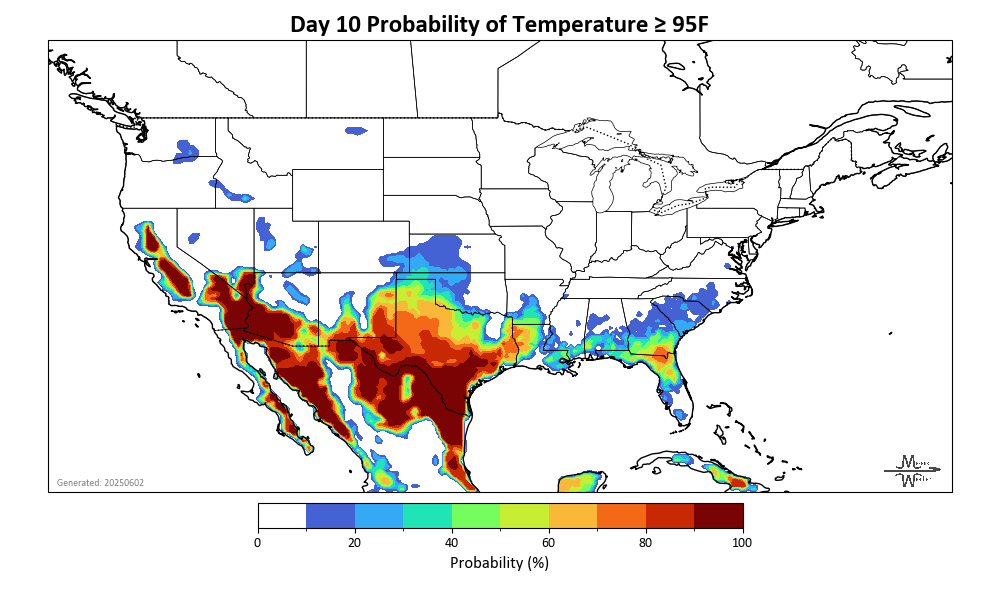 Day 10 Probability of Temperature ≥ 95F
Generated: 20250602
0 20 40 60 80 100
Probability (%)